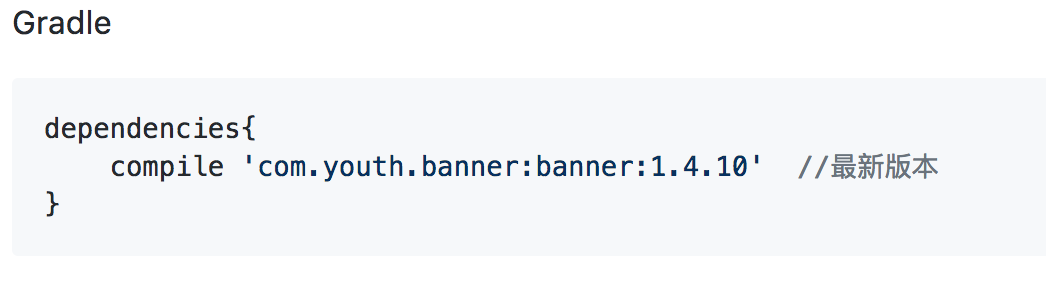 Gradle
dependencies{
    compile 'com.youth.banner:banner:1.4.10'  //最新版本
}